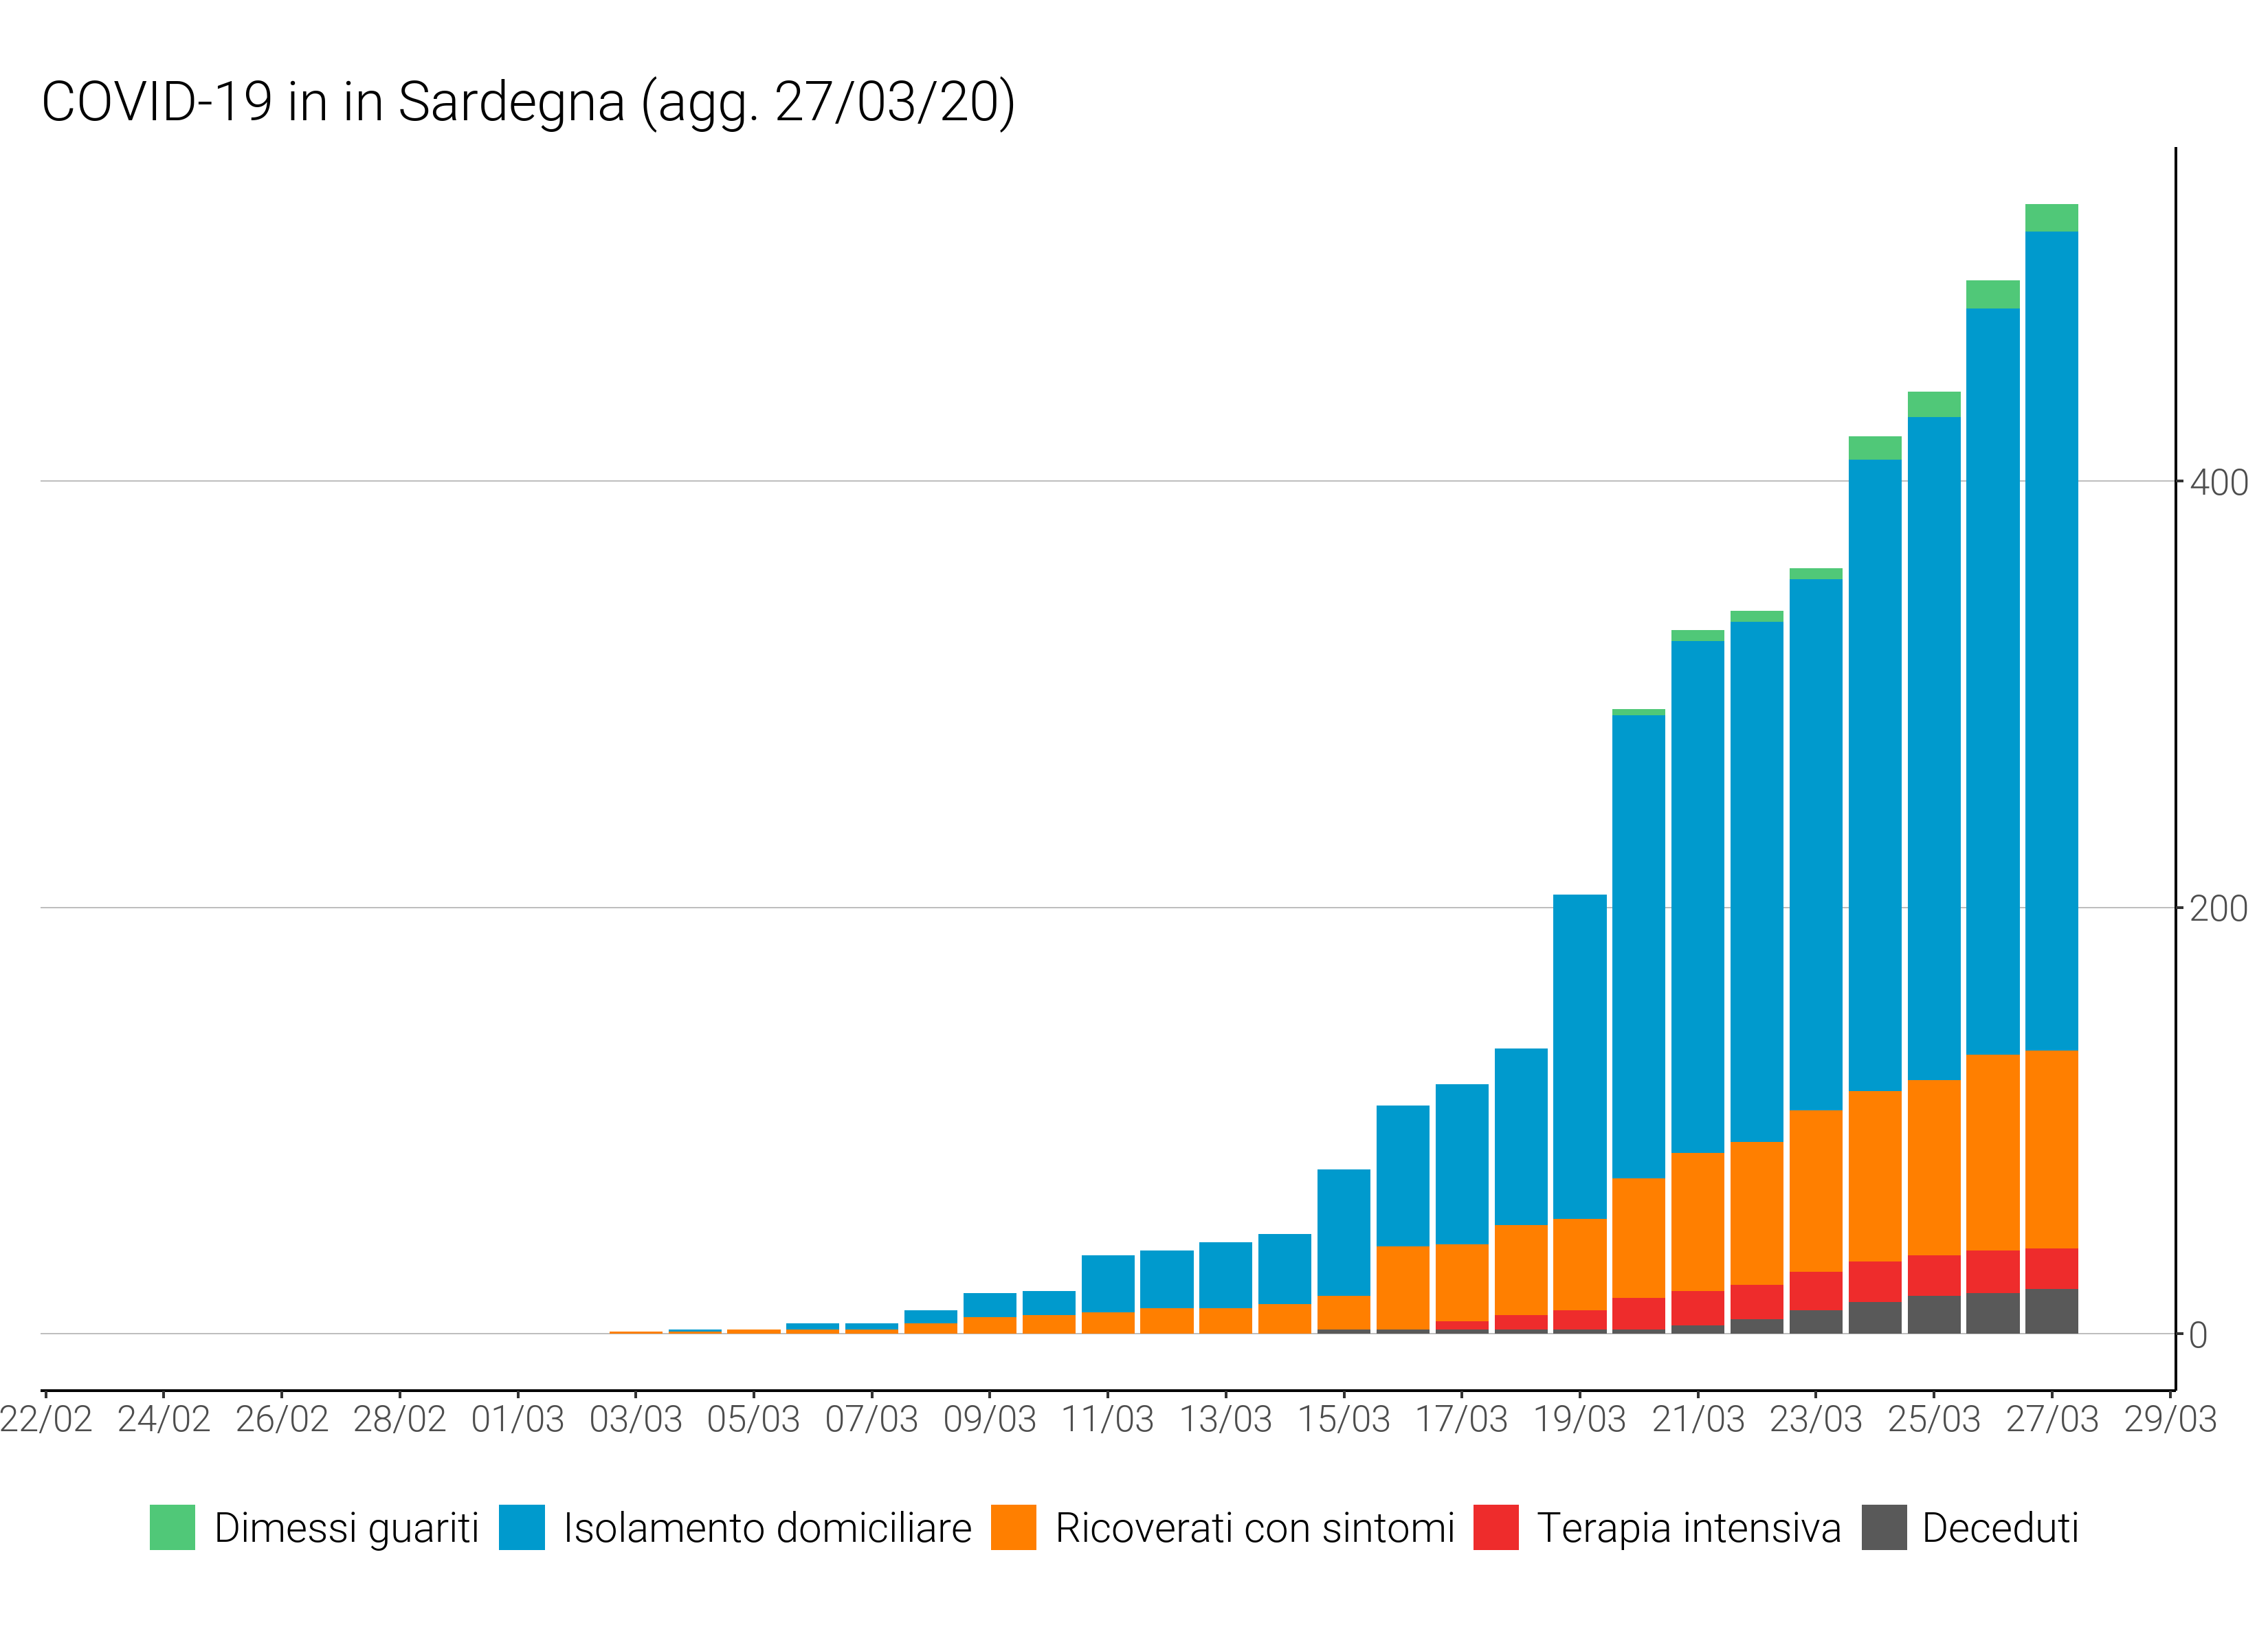 COVID-19 in in Sardegna (agg. 27/03/20)
400
200
0
22/02 24/02 26/02 28/02 01/03 03/03 05/03 07/03 09/03 11/03 13/03 15/03 17/03 19/03 21/03 23/03 25/03 27/03 29/03
Dimessi guariti Isolamento domiciliare Ricoverati con sintomi Terapia intensiva Deceduti